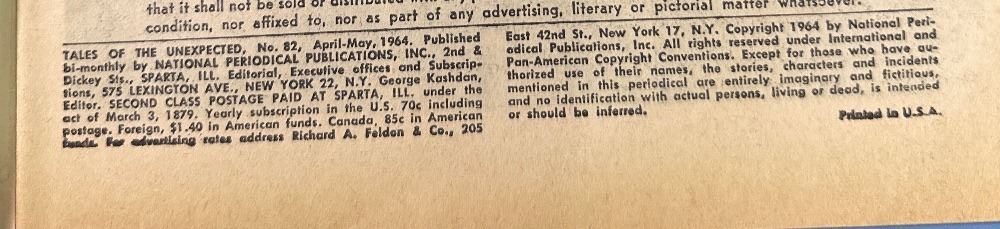 that it shall not be sold or distributed
condition, nor affixed to, nor as part of any advertising, literary or pictorial matter whatsoever.
TALES OF THE UNEXPECTED, No. 82, April-May, 1964. Published
bi-monthly by NATIONAL PERIODICAL PUBLICATIONS, INC., 2nd &
Dickey Sts., SPARTA, ILL. Editorial, Executive offices and Subscrip-
tions, 575 LEXINGTON AVE., NEW YORK 22, N.Y. George Kashdan,
Editor. SECOND CLASS POSTAGE PAID AT SPARTA, ILL. under the
act of March 3, 1879. Yearly subscription in the U.S. 70c including
postage. Foreign, $1.40 in American funds. Canada, 85c in American
funds. For advertising rates address Richard A. Feldon & Co., 205
East 42nd St., New York 17, N.Y. Copyright 1964 by National Peri-
odical Publications, Inc. All rights reserved under International and
Pan-American Copyright Conventions. Except for those who have au-
thorized use of their names, the stories, characters and incidents
mentioned in this periodical are entirely imaginary and fictitious,
and no identification with actual persons, living or dead, is intended
or should be inferred.
Printed in U.S.A.